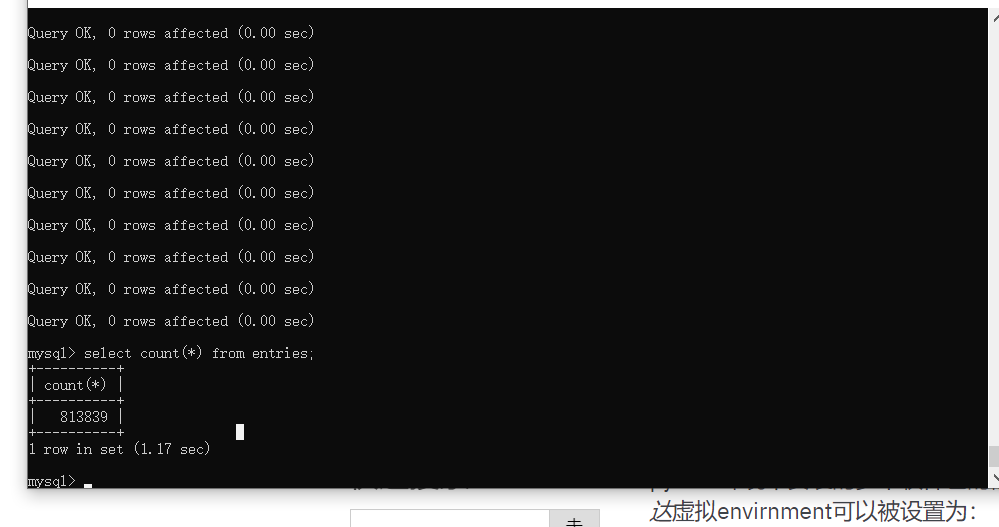 Query OK, 0 rows affected (0.00 sec)
Query OK, 0 rows affected (0.00 sec)
Query OK, 0 rows affected (0.00 sec)
Query OK, 0 rows affected (0.00 sec)
Query OK, 0 rows affected (0.00 sec)
Query OK, 0 rows affected (0.00 sec)
Query OK, 0 rows affected (0.00 sec)
Query OK, 0 rows affected (0.00 sec)
Query OK, 0 rows affected (0.00 sec)
Query OK, 0 rows affected (0.00 sec)
mysql> select count(*) from entries;
+----------+
| count(*) |
+----------+
|   813839 |
+----------+
1 row in set (1.17 sec)
mysql>
虚拟envirnment可以被设置为：